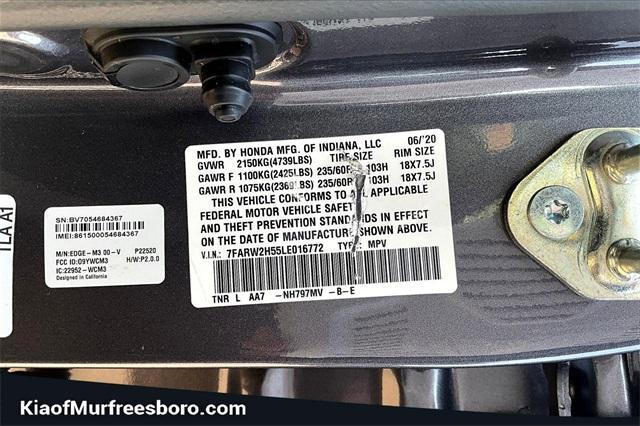 MFD. BY HONDA MFG. OF INDIANA, LLC 06/'20
GVWR 2150KG(4739LBS) TIRE SIZE RIM SIZE
GAWR F 1100KG(2425LBS) 235/60R 103H 18X7.5J
GAWR R 1075KG(2369LBS) 235/60R 103H 18X7.5J
THIS VEHICLE CONFORMS TO ALL APPLICABLE
FEDERAL MOTOR VEHICLE SAFETY
AND THEFT PREVENTION STANDARDS IN EFFECT
ON THE DATE OF MANUFACTURE SHOWN ABOVE.
V.I.N.: 7FARW2H55LE016772 TYPE: MPV
TNR L AA7 -NH797MV -B-E
SN:BV7054684367
IMEI:861500054684367
M/N:EDGE-M3 00-V P22520
FCC ID:09YWCM3 H/W:P2.0.0
IC:22952-WCM3
Designed in California
KiaofMurfreesboro.com